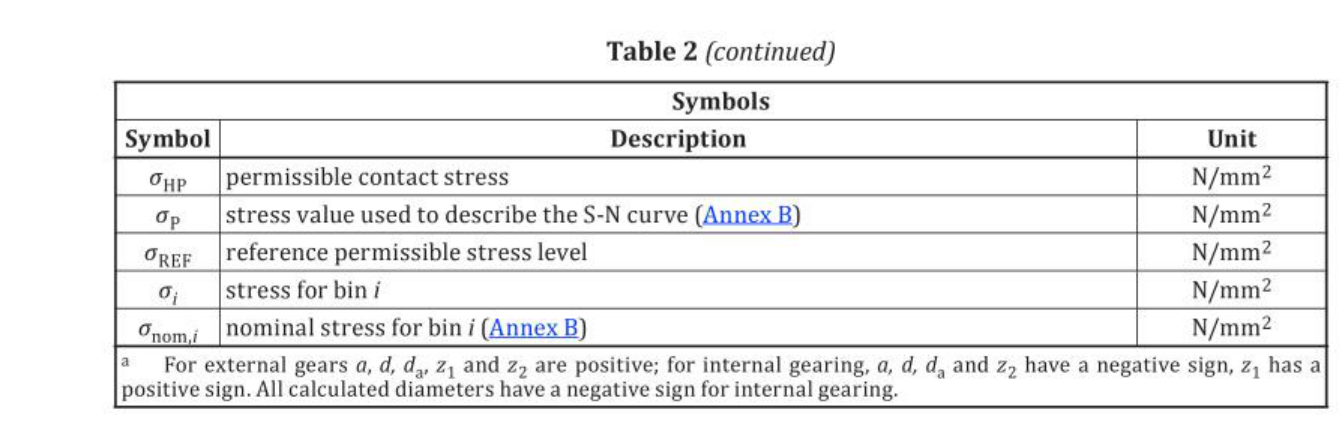 Table 2 (continued)
Symbols
Symbol Description Unit
σHP permissible contact stress N/mm²
σP stress value used to describe the S-N curve (Annex B) N/mm²
σREF reference permissible stress level N/mm²
σi stress for bin i N/mm²
σnom,i nominal stress for bin i (Annex B) N/mm²
a For external gears a, d, da, z1 and z2 are positive; for internal gearing, a, d, da and z2 have a negative sign, z1 has a
positive sign. All calculated diameters have a negative sign for internal gearing.